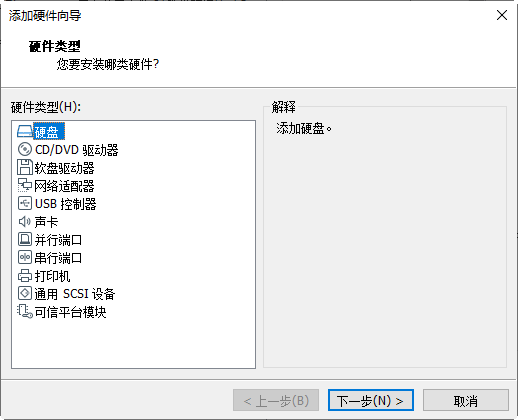 添加硬件向导
硬件类型
您要安装哪类硬件?
硬件类型(H):
硬盘
CD/DVD 驱动器
软盘驱动器
网络适配器
USB 控制器
声卡
并行端口
串行端口
打印机
通用 SCSI 设备
可信平台模块
解释
添加硬盘。
< 上一步(B)
下一步(N) >
取消